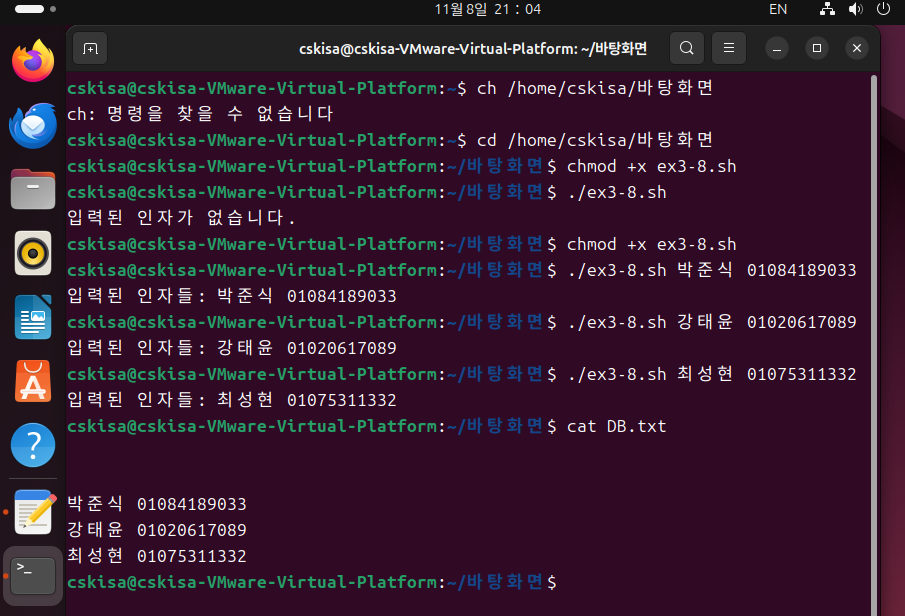 11월 8일 21 : 04
EN
cskisa@cskisa-VMware-Virtual-Platform: ~/바탕화면
cskisa@cskisa-VMware-Virtual-Platform:~$ ch /home/cskisa/바탕화면
ch: 명령을 찾을 수 없습니다
cskisa@cskisa-VMware-Virtual-Platform:~$ cd /home/cskisa/바탕화면
cskisa@cskisa-VMware-Virtual-Platform:~/바탕화면$ chmod +x ex3-8.sh
cskisa@cskisa-VMware-Virtual-Platform:~/바탕화면$ ./ex3-8.sh
입력된 인자가 없습니다.
cskisa@cskisa-VMware-Virtual-Platform:~/바탕화면$ chmod +x ex3-8.sh
cskisa@cskisa-VMware-Virtual-Platform:~/바탕화면$ ./ex3-8.sh 박준식 01084189033
입력된 인자들: 박준식 01084189033
cskisa@cskisa-VMware-Virtual-Platform:~/바탕화면$ ./ex3-8.sh 강태윤 01020617089
입력된 인자들: 강태윤 01020617089
cskisa@cskisa-VMware-Virtual-Platform:~/바탕화면$ ./ex3-8.sh 최성현 01075311332
입력된 인자들: 최성현 01075311332
cskisa@cskisa-VMware-Virtual-Platform:~/바탕화면$ cat DB.txt
박준식 01084189033
강태윤 01020617089
최성현 01075311332
cskisa@cskisa-VMware-Virtual-Platform:~/바탕화면$